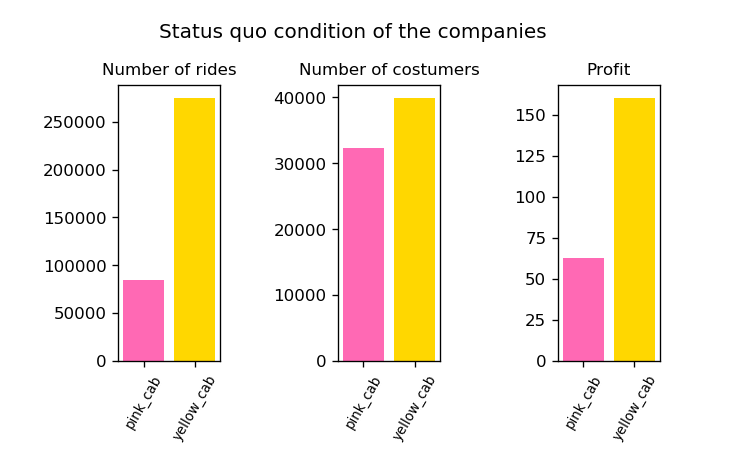 Status quo condition of the companies
Number of rides
250000
200000
150000
100000
50000
0
pink_cab
yellow_cab
Number of costumers
40000
30000
20000
10000
0
pink_cab
yellow_cab
Profit
150
125
100
75
50
25
0
pink_cab
yellow_cab